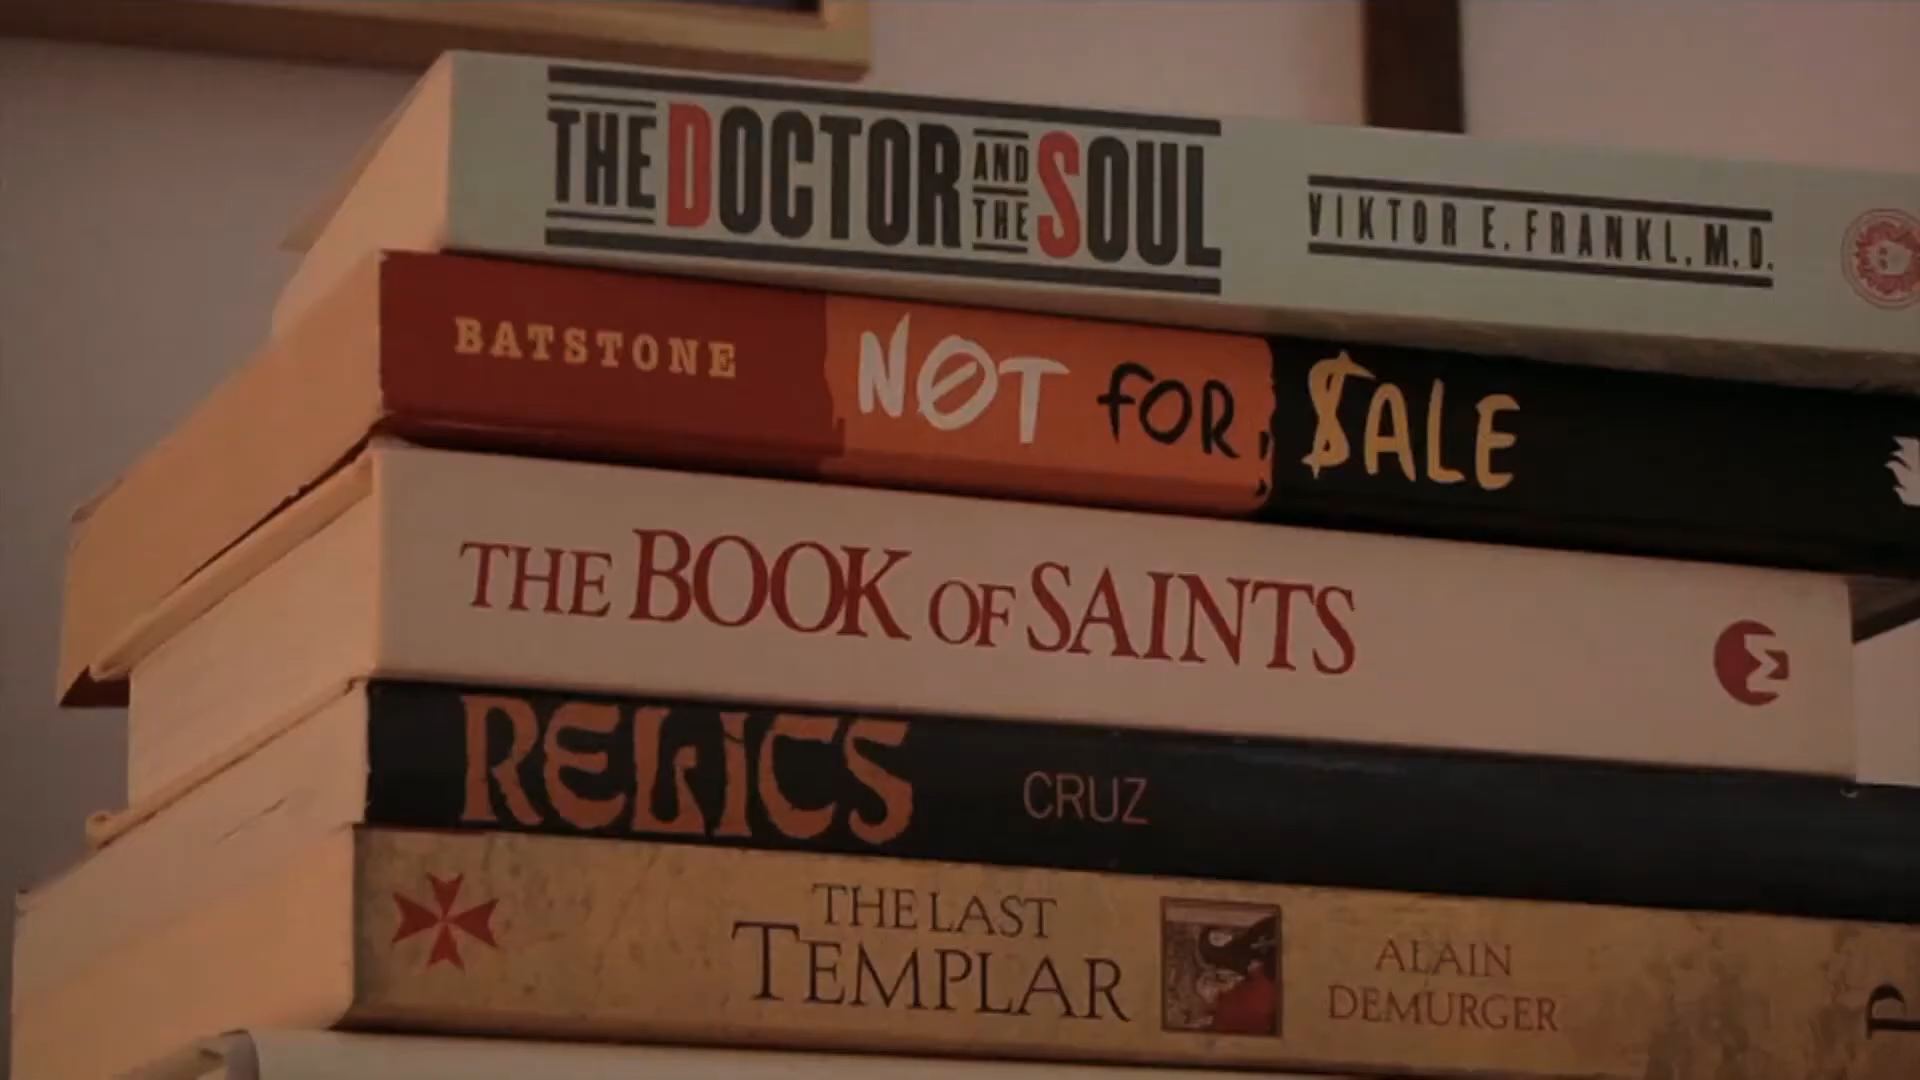 THE DOCTOR AND THE SOUL VIKTOR E. FRANKL, M.D.
BATSTONE NOT FOR $ALE
THE BOOK OF SAINTS
RELICS CRUZ
THE LAST
TEMPLAR
ALAIN
DEMURGER
P